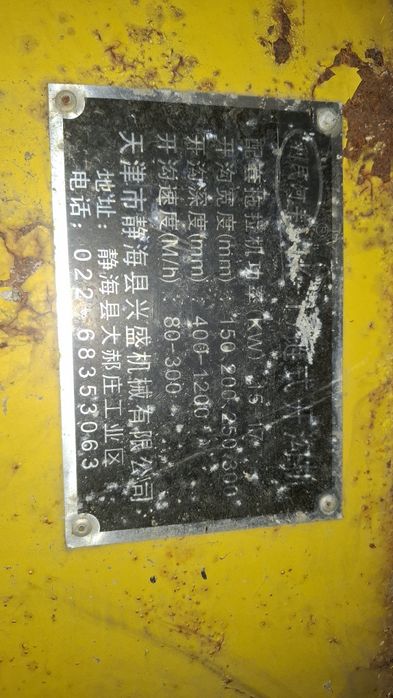 配套拖拉机功率(KW)
开沟宽度(mm)：150 200 250 300
开沟深度(mm)：400-1200
开沟速度(M/h)：80-300
天津市静海县兴盛机械有限公司
地址：静海县大郝庄工业区
电话：022-68353063